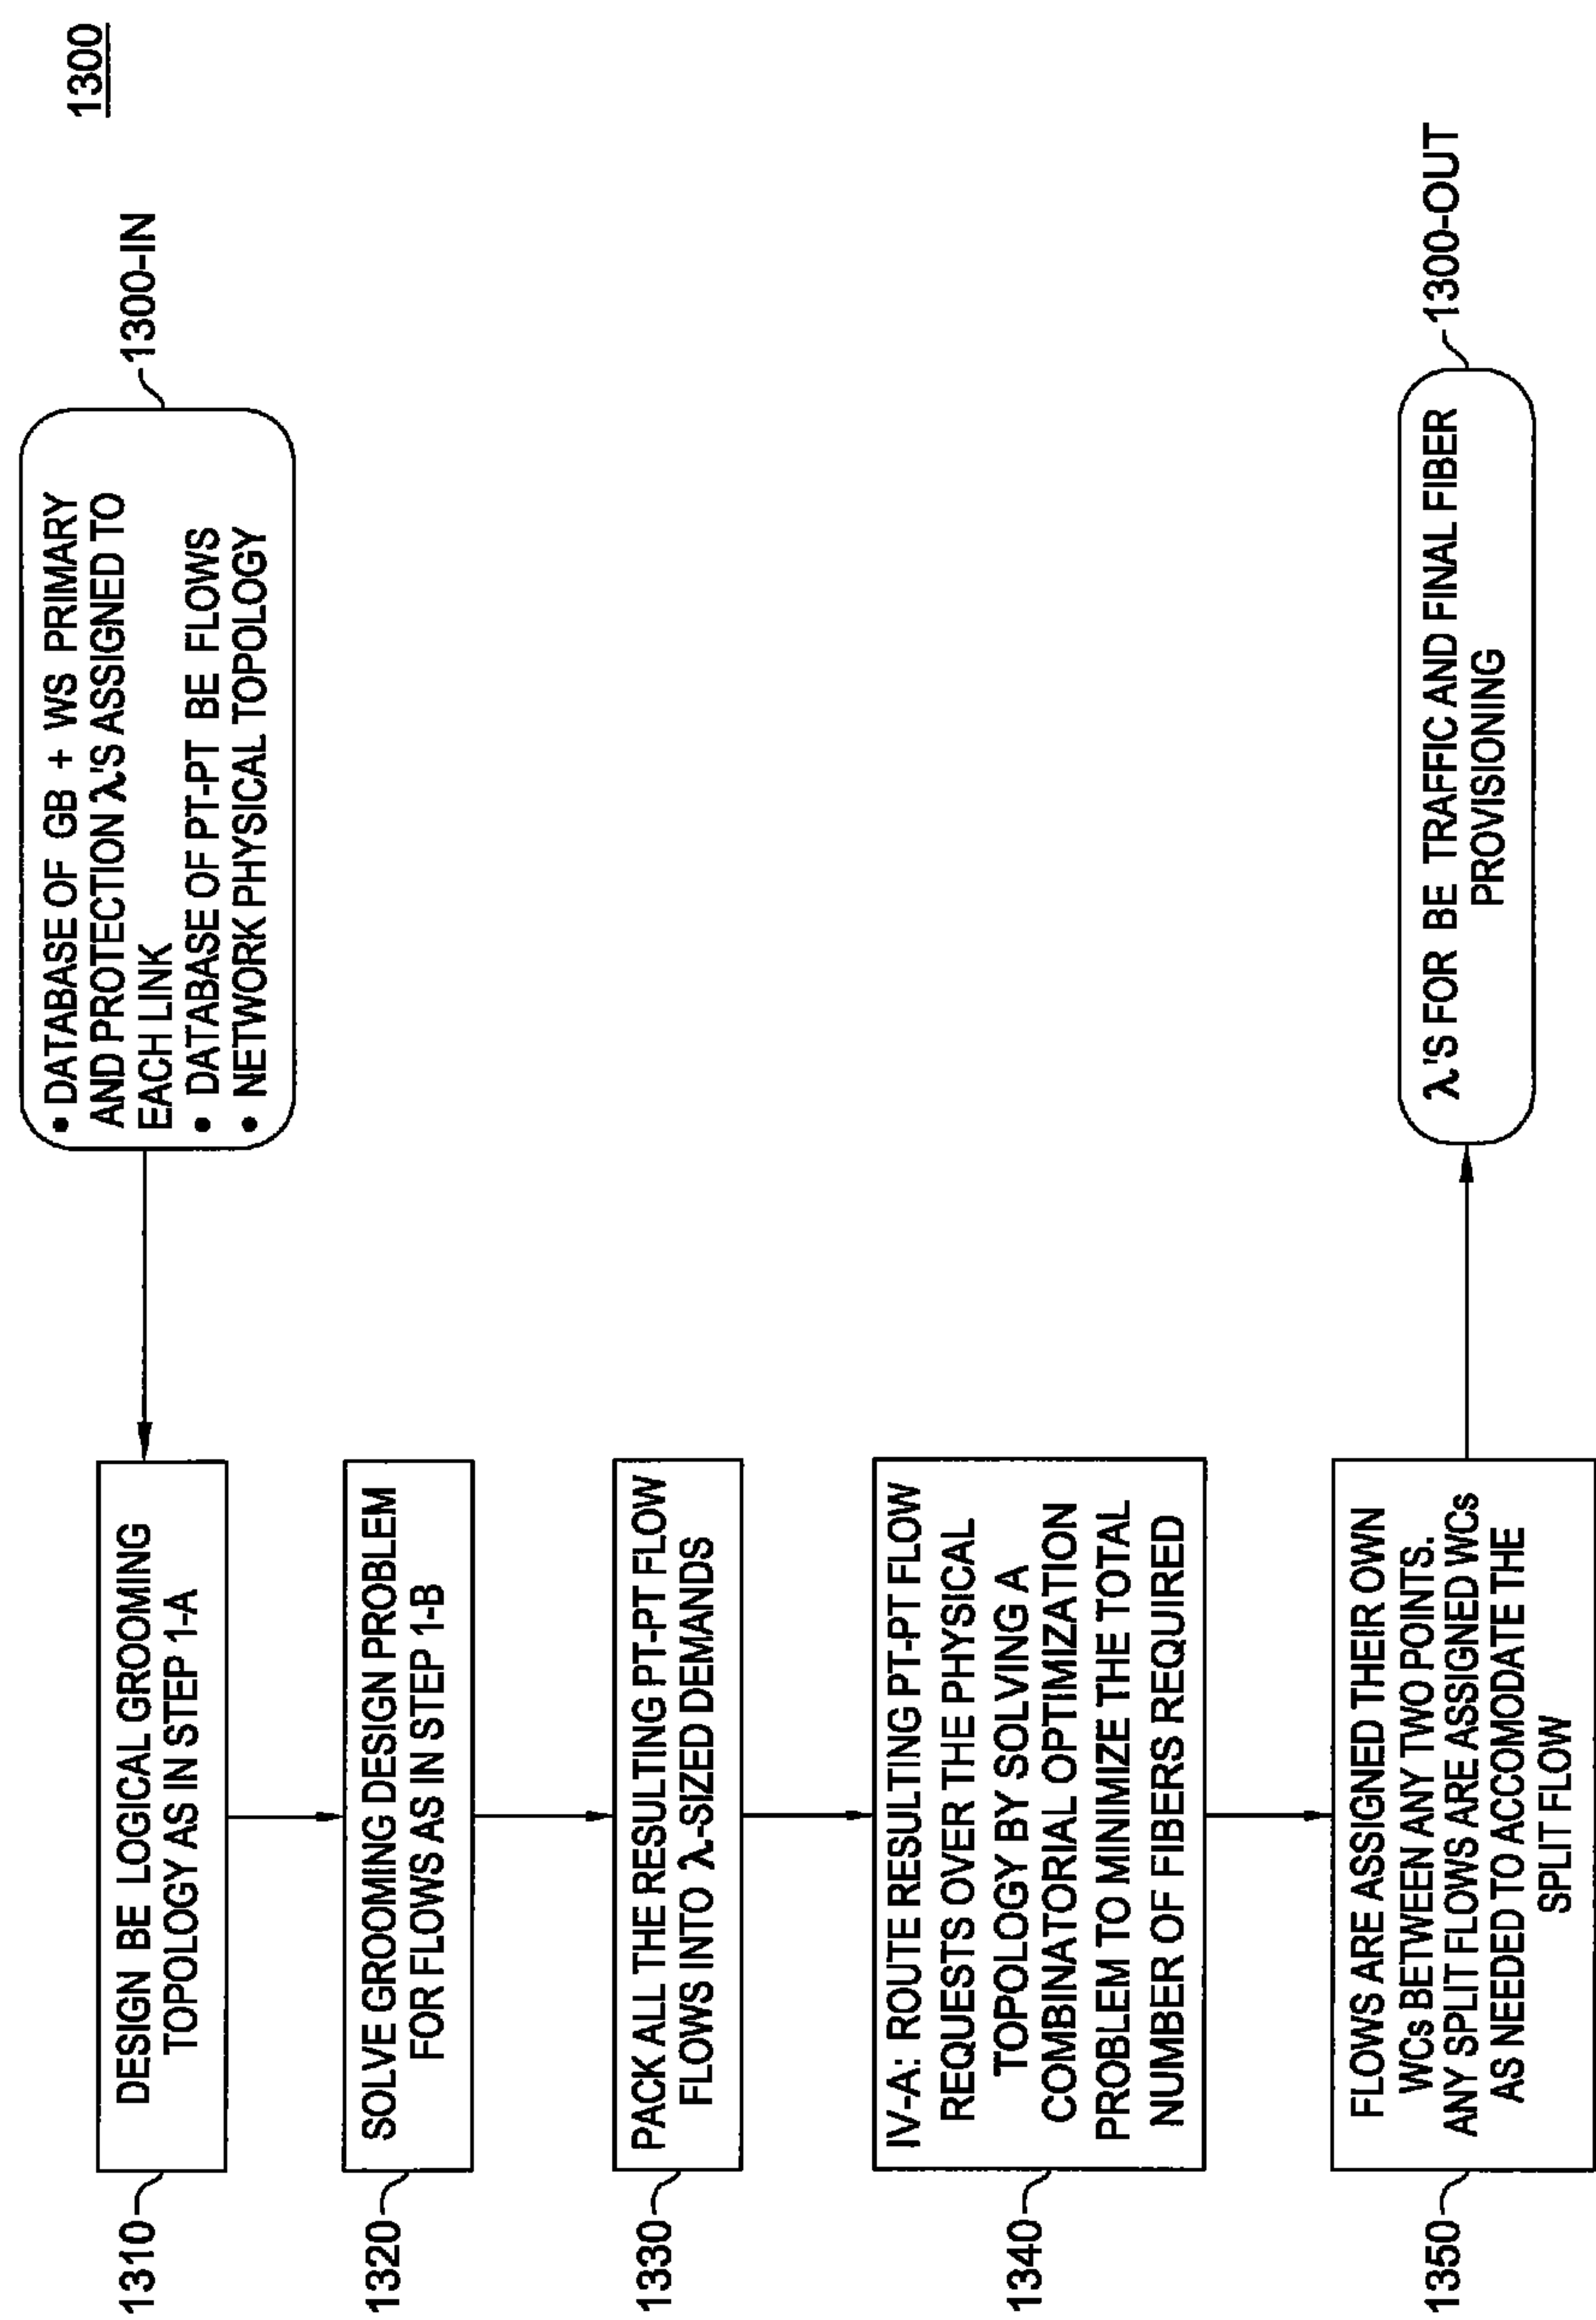 1300
• DATABASE OF GB + WS PRIMARY
AND PROTECTION λ'S ASSIGNED TO
EACH LINK
• DATABASE OF PT-PT BE FLOWS
• NETWORK PHYSICAL TOPOLOGY
1300-IN
1310
DESIGN BE LOGICAL GROOMING
TOPOLOGY AS IN STEP 1-A
1320
SOLVE GROOMING DESIGN PROBLEM
FOR FLOWS AS IN STEP 1-B
1330
PACK ALL THE RESULTING PT-PT FLOW
FLOWS INTO λ-SIZED DEMANDS
1340
IV-A: ROUTE RESULTING PT-PT FLOW
REQUESTS OVER THE PHYSICAL
TOPOLOGY BY SOLVING A
COMBINATORIAL OPTIMIZATION
PROBLEM TO MINIMIZE THE TOTAL
NUMBER OF FIBERS REQUIRED
1350
FLOWS ARE ASSIGNED THEIR OWN
WCs BETWEEN ANY TWO POINTS.
ANY SPLIT FLOWS ARE ASSIGNED WCs
AS NEEDED TO ACCOMODATE THE
SPLIT FLOW
λ'S FOR BE TRAFFIC AND FINAL FIBER
PROVISIONING
1300-OUT